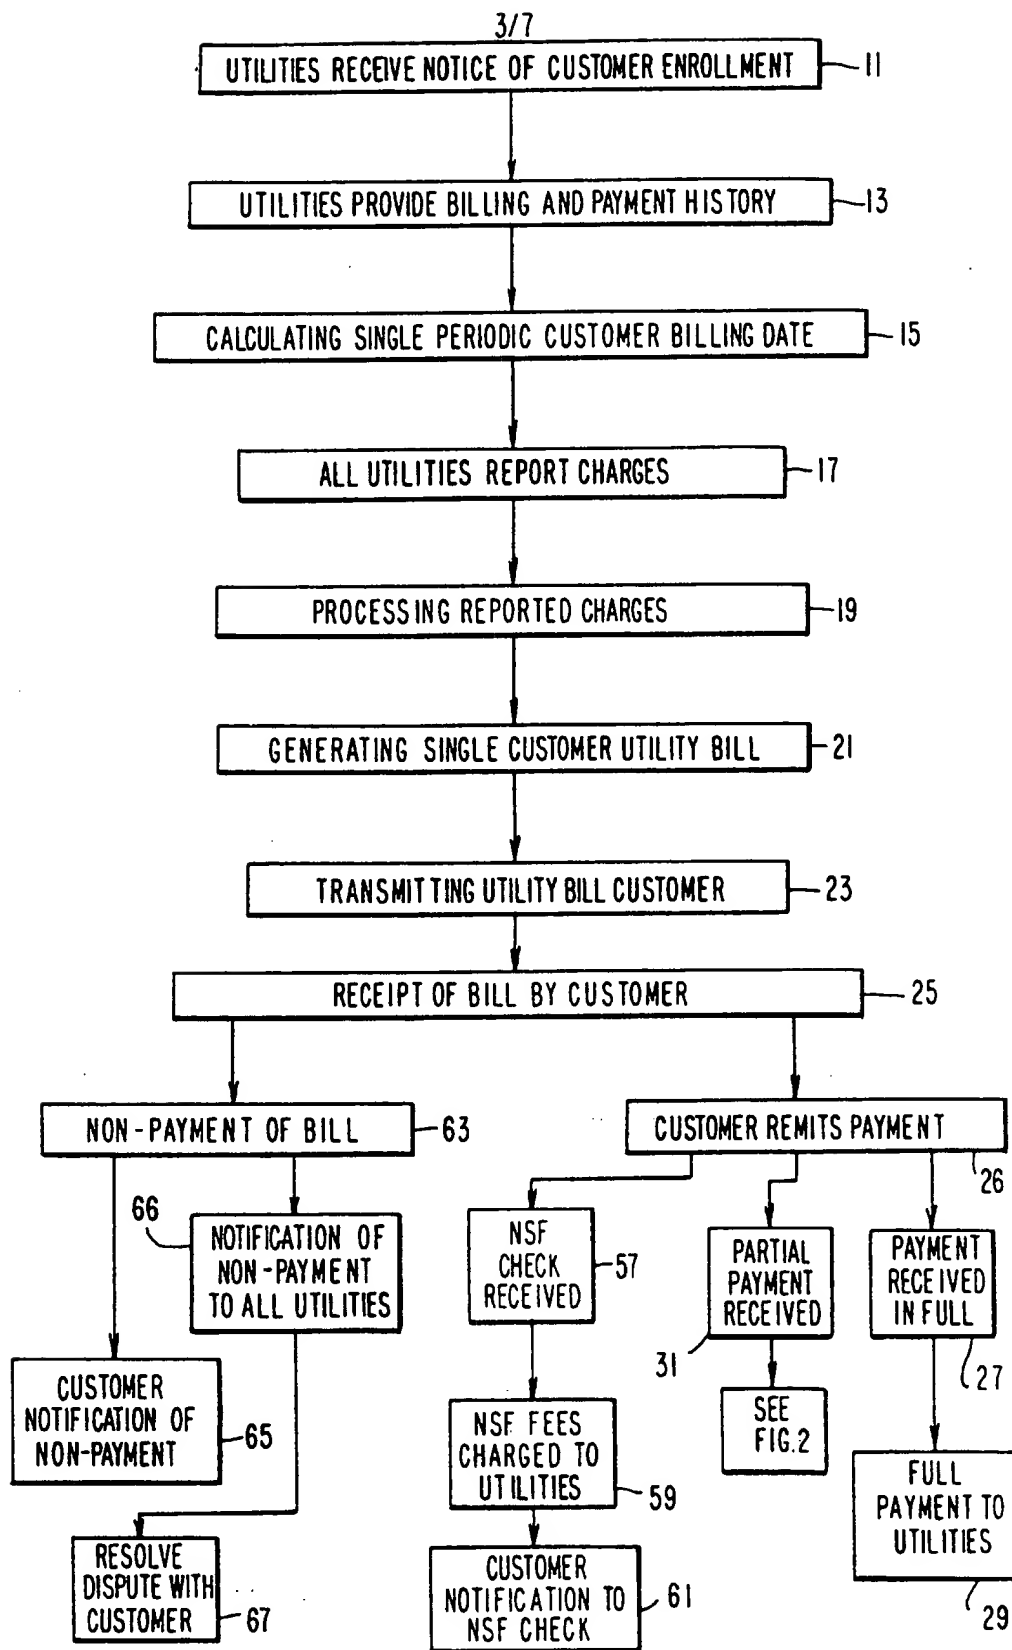 3/7
UTILITIES RECEIVE NOTICE OF CUSTOMER ENROLLMENT
11
UTILITIES PROVIDE BILLING AND PAYMENT HISTORY
13
CALCULATING SINGLE PERIODIC CUSTOMER BILLING DATE
15
ALL UTILITIES REPORT CHARGES
17
PROCESSING REPORTED CHARGES
19
GENERATING SINGLE CUSTOMER UTILITY BILL
21
TRANSMITTING UTILITY BILL CUSTOMER
23
RECEIPT OF BILL BY CUSTOMER
25
NON-PAYMENT OF BILL
63
CUSTOMER REMITS PAYMENT
26
66
NOTIFICATION OF
NON-PAYMENT
TO ALL UTILITIES
NSF
CHECK
RECEIVED
57
PARTIAL
PAYMENT
RECEIVED
31
PAYMENT
RECEIVED
IN FULL
27
CUSTOMER
NOTIFICATION OF
NON-PAYMENT
65
NSF FEES
CHARGED TO
UTILITIES
59
SEE
FIG.2
FULL
PAYMENT TO
UTILITIES
29
RESOLVE
DISPUTE WITH
CUSTOMER
67
CUSTOMER
NOTIFICATION TO
NSF CHECK
61